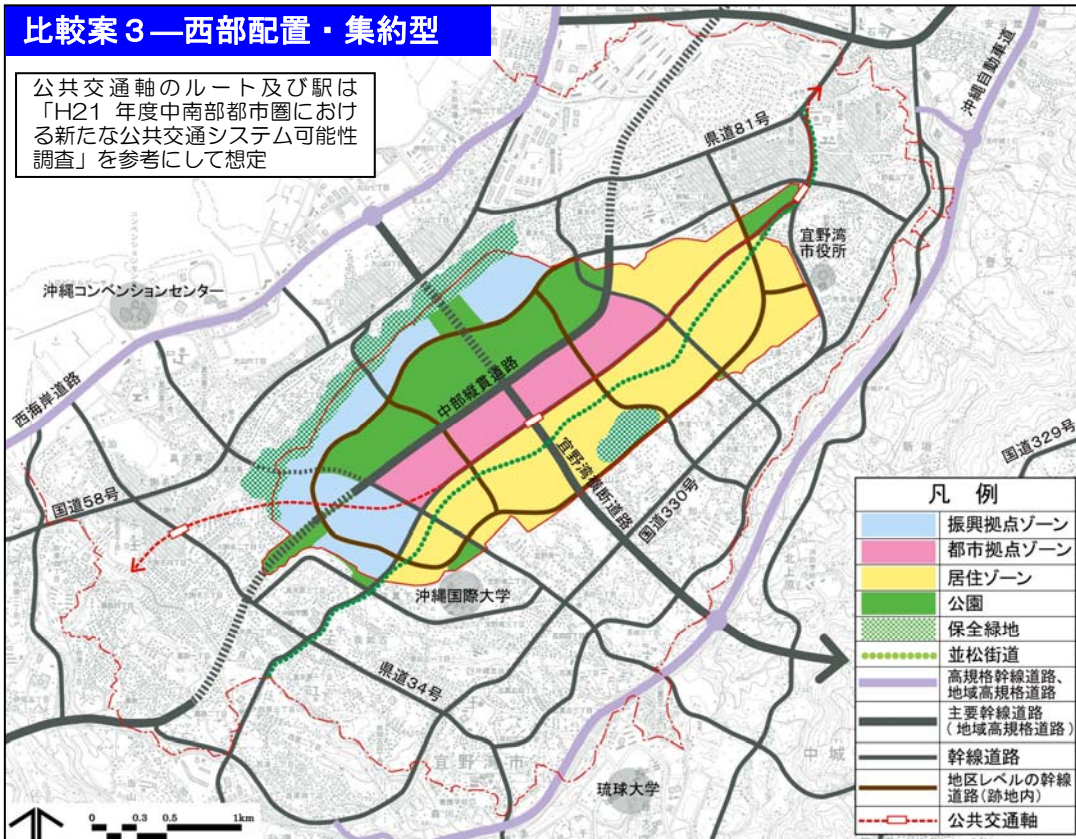 比較案３―西部配置・集約型
公共交通軸のルート及び駅は
「H21 年度中南部都市圏におけ
る新たな公共交通システム可能性
調査」を参考にして想定
沖縄自動車道
県道81号
宜野湾
市役所
沖縄コンベンションセンター
西海岸道路
中部縦貫道路
宜野湾横断道路
国道58号
国道330号
国道329号
沖縄国際大学
県道34号
宜野湾市
琉球大学
中城
凡　例
振興拠点ゾーン
都市拠点ゾーン
居住ゾーン
公園
保全緑地
並松街道
高規格幹線道路、
地域高規格道路
主要幹線道路
（地域高規格道路）
幹線道路
地区レベルの幹線
道路(跡地内)
公共交通軸
0 0.3 0.5 1km